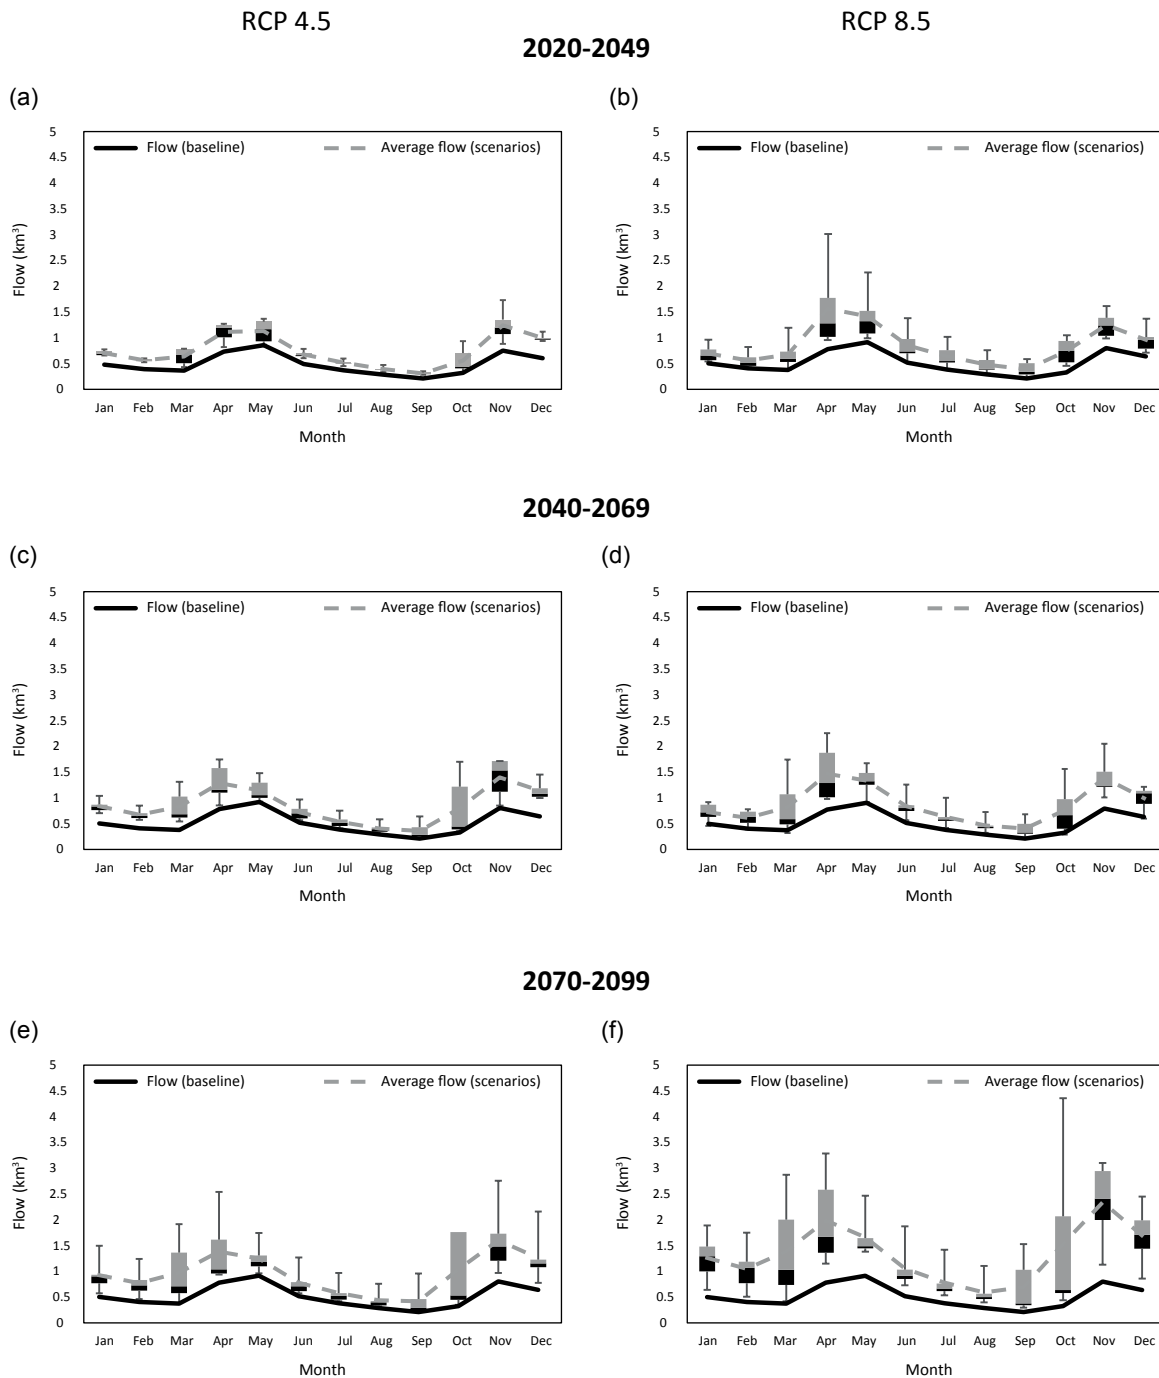 RCP 4.5
RCP 8.5
2020-2049
(a)
5
4.5
4
3.5
3
2.5
2
1.5
1
0.5
0
Flow (km³)
Flow (baseline)
Average flow (scenarios)
Jan Feb Mar Apr May Jun Jul Aug Sep Oct Nov Dec
Month
(b)
5
4.5
4
3.5
3
2.5
2
1.5
1
0.5
0
Flow (km³)
Flow (baseline)
Average flow (scenarios)
Jan Feb Mar Apr May Jun Jul Aug Sep Oct Nov Dec
Month
2040-2069
(c)
5
4.5
4
3.5
3
2.5
2
1.5
1
0.5
0
Flow (km³)
Flow (baseline)
Average flow (scenarios)
Jan Feb Mar Apr May Jun Jul Aug Sep Oct Nov Dec
Month
(d)
5
4.5
4
3.5
3
2.5
2
1.5
1
0.5
0
Flow (km³)
Flow (baseline)
Average flow (scenarios)
Jan Feb Mar Apr May Jun Jul Aug Sep Oct Nov Dec
Month
2070-2099
(e)
5
4.5
4
3.5
3
2.5
2
1.5
1
0.5
0
Flow (km³)
Flow (baseline)
Average flow (scenarios)
Jan Feb Mar Apr May Jun Jul Aug Sep Oct Nov Dec
Month
(f)
5
4.5
4
3.5
3
2.5
2
1.5
1
0.5
0
Flow (km³)
Flow (baseline)
Average flow (scenarios)
Jan Feb Mar Apr May Jun Jul Aug Sep Oct Nov Dec
Month